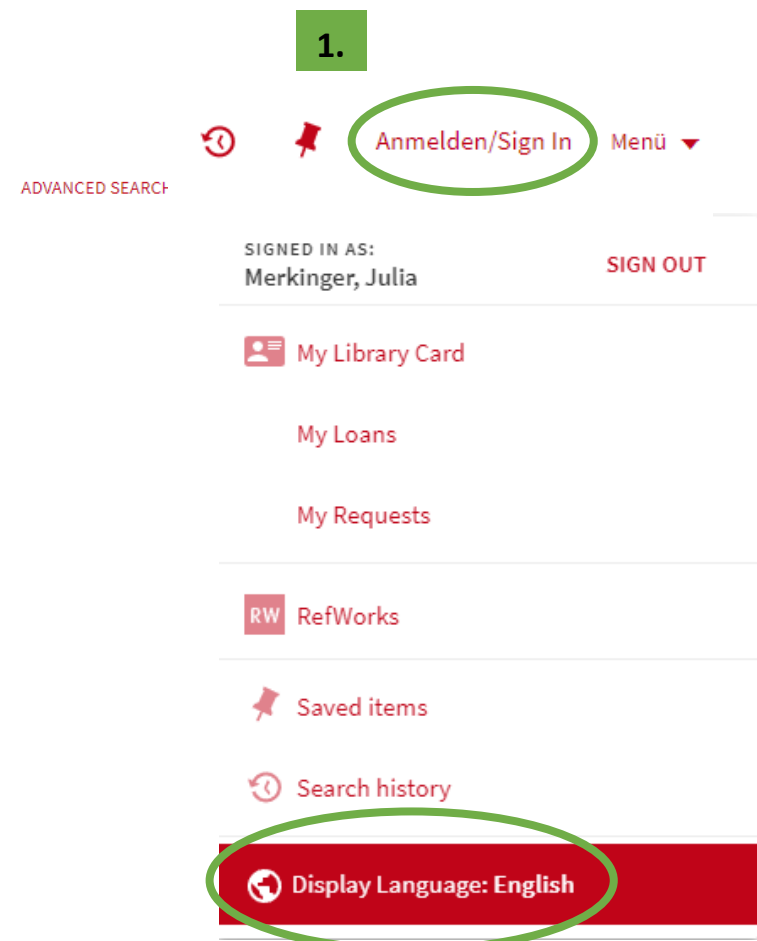 1.
Anmelden/Sign In Menü
ADVANCED SEARCH
SIGNED IN AS:
Merkinger, Julia
SIGN OUT
My Library Card
My Loans
My Requests
RW RefWorks
Saved items
Search history
Display Language: English